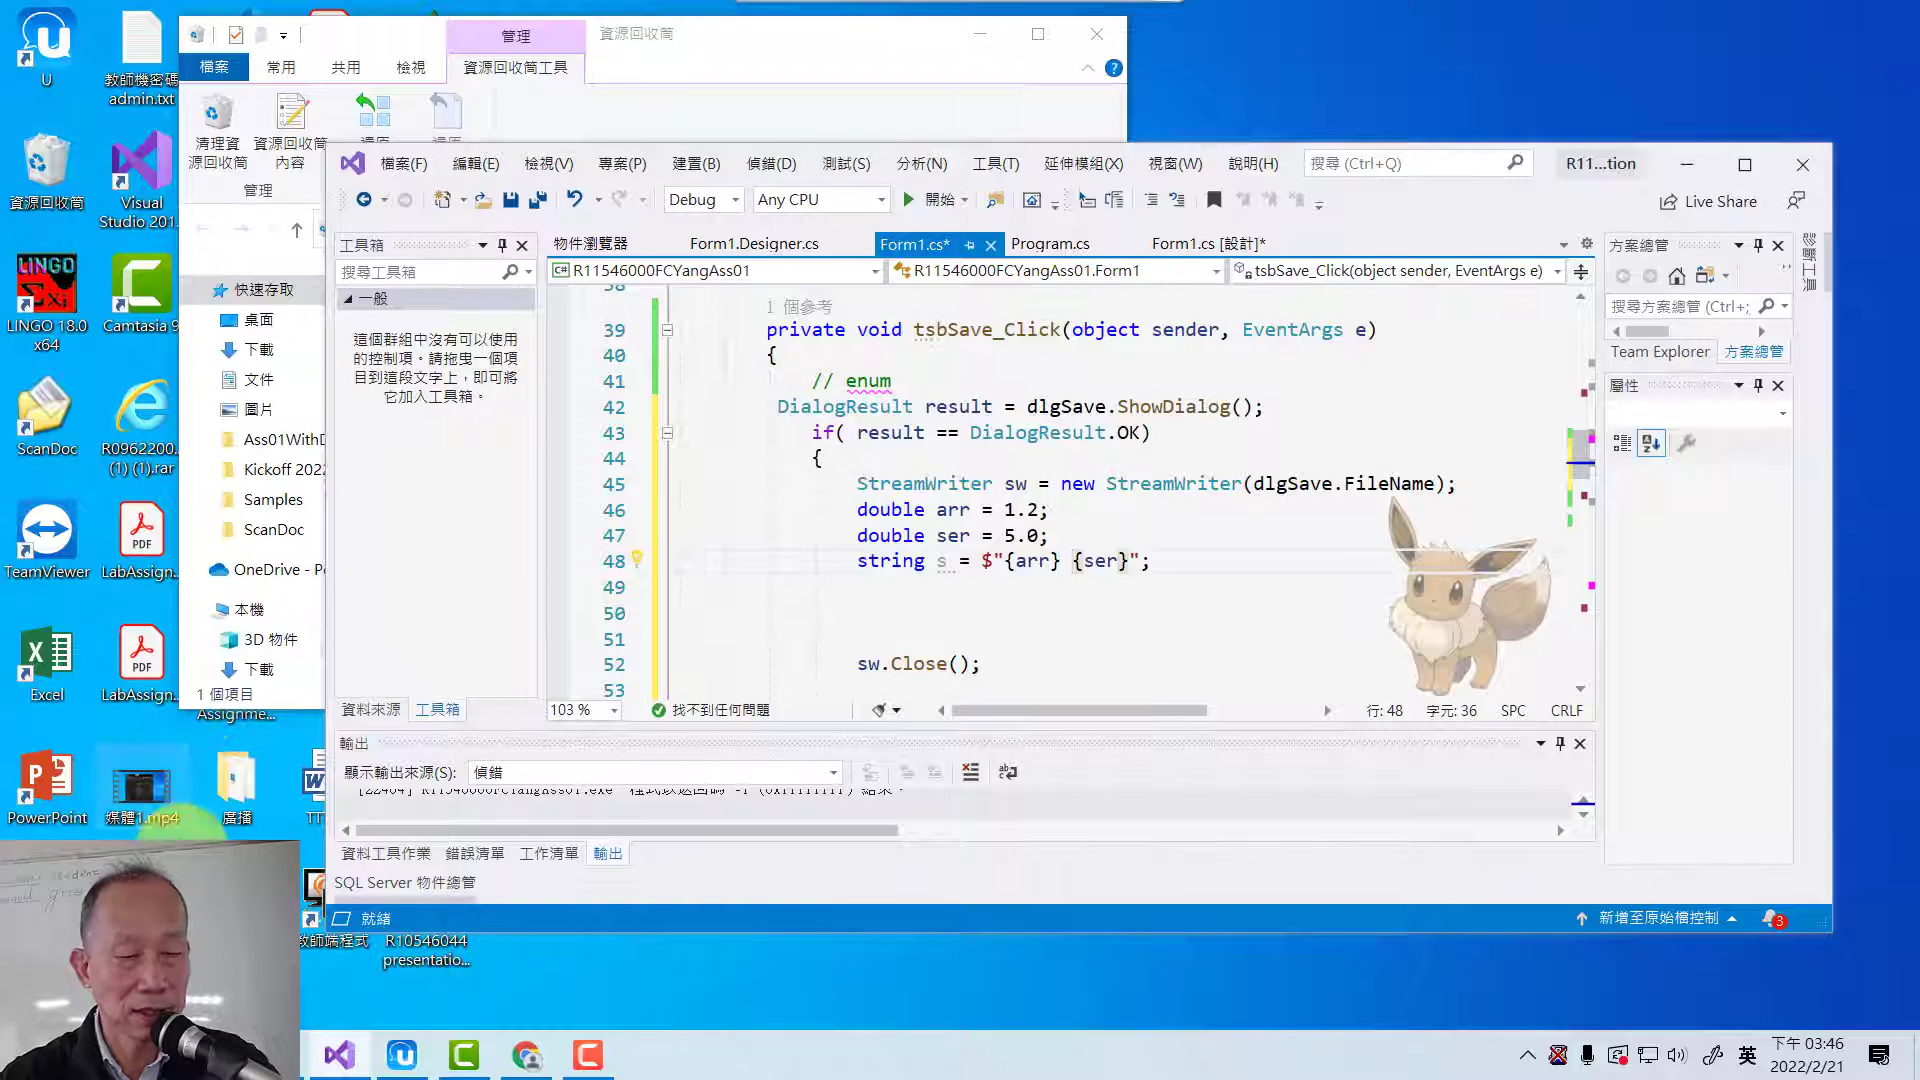 U
教師機密碼
admin.txt
資源回收筒
Visual
Studio 201...
LINGO
LINGO 18.0
x64
Camtasia 9
ScanDoc
R0962200...
(1) (1).rar
TeamViewer
PDF
LabAssign...
Excel
PDF
LabAssign...
Assignme...
PowerPoint
媒體1.mp4
廣播
教師端程式
R10546044
presentatio...
管理
資源回收筒
檔案
常用
共用
檢視
資源回收筒工具
清理資
源回收筒
資源回收筒
內容
管理
快速存取
桌面
下載
文件
圖片
Ass01WithD
Kickoff 2022
Samples
ScanDoc
OneDrive - Pe
本機
3D 物件
下載
1 個項目
檔案(F) 編輯(E) 檢視(V) 專案(P) 建置(B) 偵錯(D) 測試(S) 分析(N) 工具(T) 延伸模組(X) 視窗(W) 說明(H)
搜尋 (Ctrl+Q)
R11...tion
Debug
Any CPU
開始
Live Share
工具箱
搜尋工具箱
一般
這個群組中沒有可以使用
的控制項。請拖曳一個項
目到這段文字上，即可將
它加入工具箱。
資料來源 工具箱
物件瀏覽器 Form1.Designer.cs Form1.cs* Program.cs Form1.cs [設計]*
R11546000FCYangAss01 R11546000FCYangAss01.Form1 tsbSave_Click(object sender, EventArgs e)
38
1 個參考
39 private void tsbSave_Click(object sender, EventArgs e)
40 {
41 // enum
42 DialogResult result = dlgSave.ShowDialog();
43 if( result == DialogResult.OK)
44 {
45 StreamWriter sw = new StreamWriter(dlgSave.FileName);
46 double arr = 1.2;
47 double ser = 5.0;
48 string s = $"{arr} {ser}";
49
50
51
52 sw.Close();
53
103 % 找不到任何問題 行: 48 字元: 36 SPC CRLF
輸出
顯示輸出來源(S): 偵錯
資料工具作業 錯誤清單 工作清單 輸出
SQL Server 物件總管
就緒
新增至原始檔控制
3
方案總管
搜尋方案總管 (Ctrl+;
Team Explorer 方案總管
屬性
診斷工具
英
下午 03:46
2022/2/21